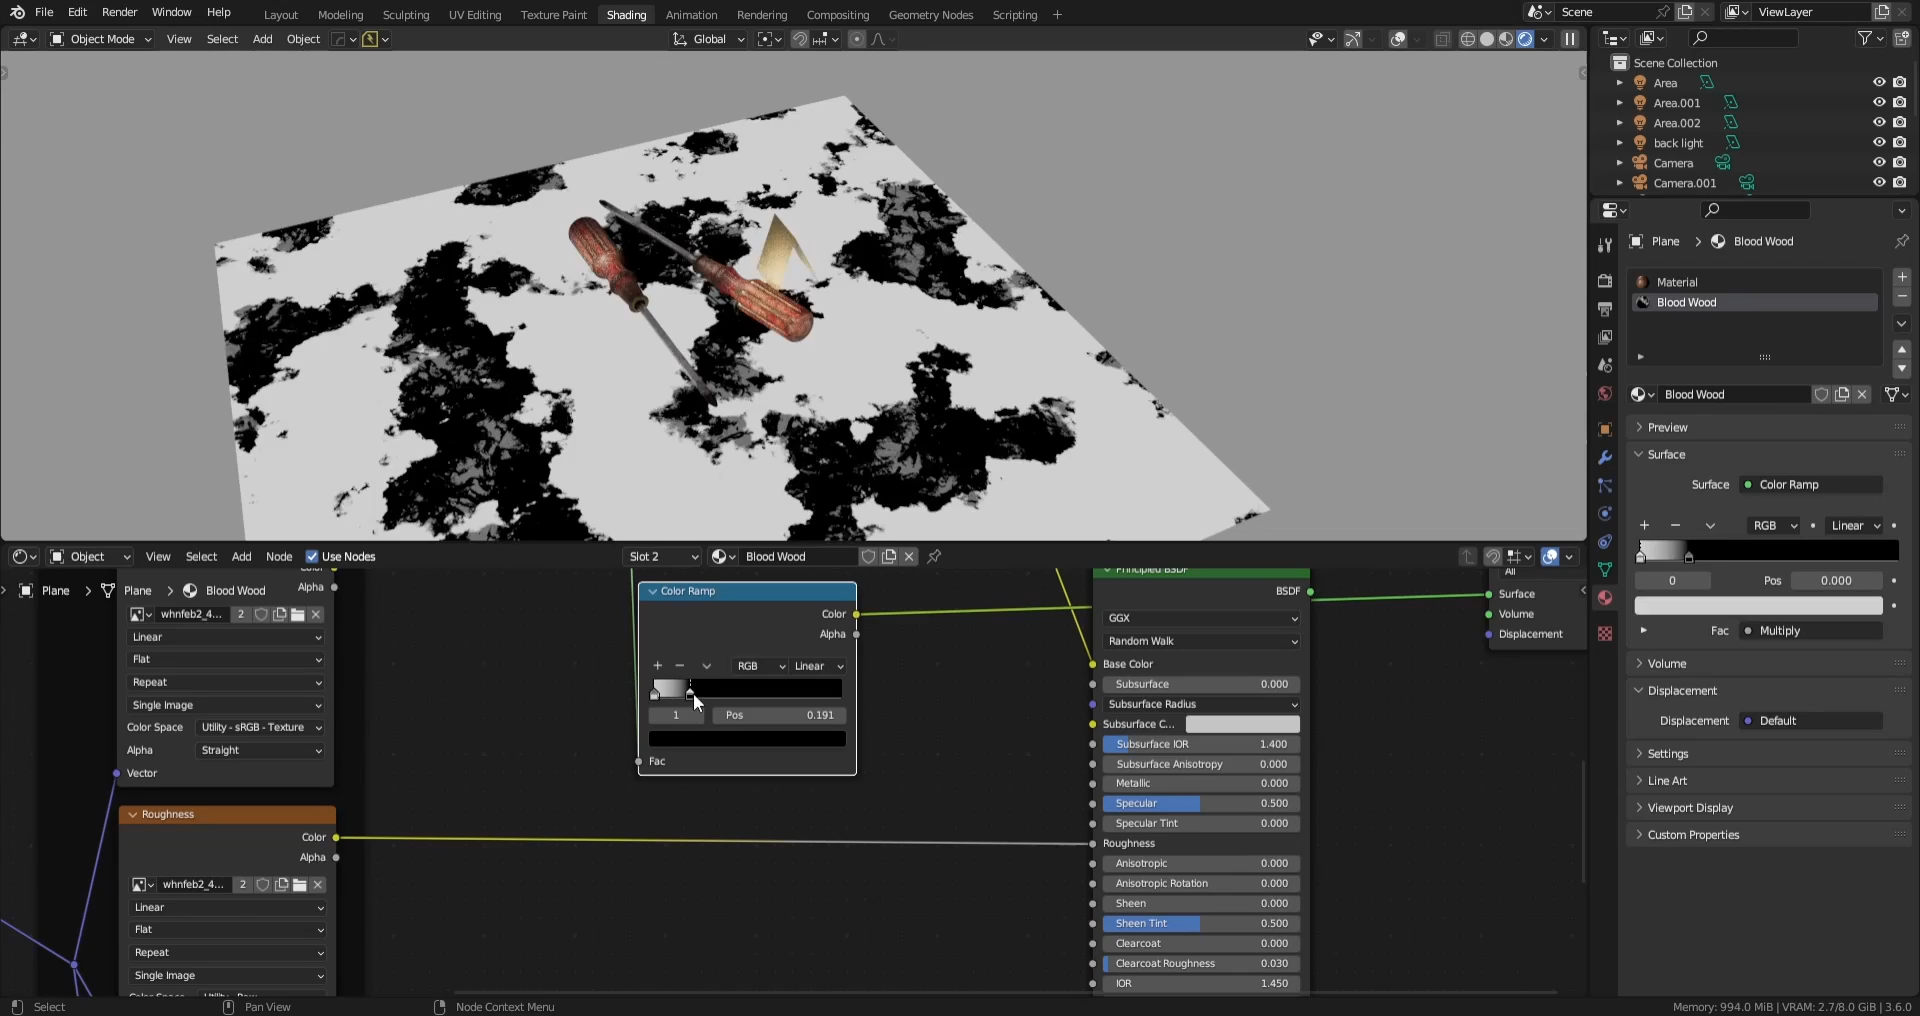 File Edit Render Window Help Layout Modeling Sculpting UV Editing Texture Paint Shading Animation Rendering Compositing Geometry Nodes Scripting + Scene ViewLayer
Object Mode View Select Add Object Global
Scene Collection
Area
Area.001
Area.002
back light
Camera
Camera.001
Plane > Blood Wood
Material
Blood Wood
Blood Wood
Preview
Surface
Surface Color Ramp
RGB Linear
0 Pos 0.000
Fac Multiply
Volume
Displacement
Displacement Default
Settings
Line Art
Viewport Display
Custom Properties
Object View Select Add Node Use Nodes Slot 2 Blood Wood
Plane > Plane > Blood Wood
Alpha
whnfeb2_4...
2
Linear
Flat
Repeat
Single Image
Color Space Utility - sRGB - Texture
Alpha Straight
Vector
Roughness
Color
Alpha
whnfeb2_4...
2
Linear
Flat
Repeat
Single Image
Color Ramp
Color
Alpha
RGB Linear
1 Pos 0.191
Fac
Principled BSDF
BSDF
GGX
Random Walk
Base Color
Subsurface 0.000
Subsurface Radius
Subsurface C...
Subsurface IOR 1.400
Subsurface Anisotropy 0.000
Metallic 0.000
Specular 0.500
Specular Tint 0.000
Roughness
Anisotropic 0.000
Anisotropic Rotation 0.000
Sheen 0.000
Sheen Tint 0.500
Clearcoat 0.000
Clearcoat Roughness 0.030
IOR 1.450
All
Surface
Volume
Displacement
Select Pan View Node Context Menu Memory: 994.0 MiB | VRAM: 2.7/8.0 GiB | 3.6.0